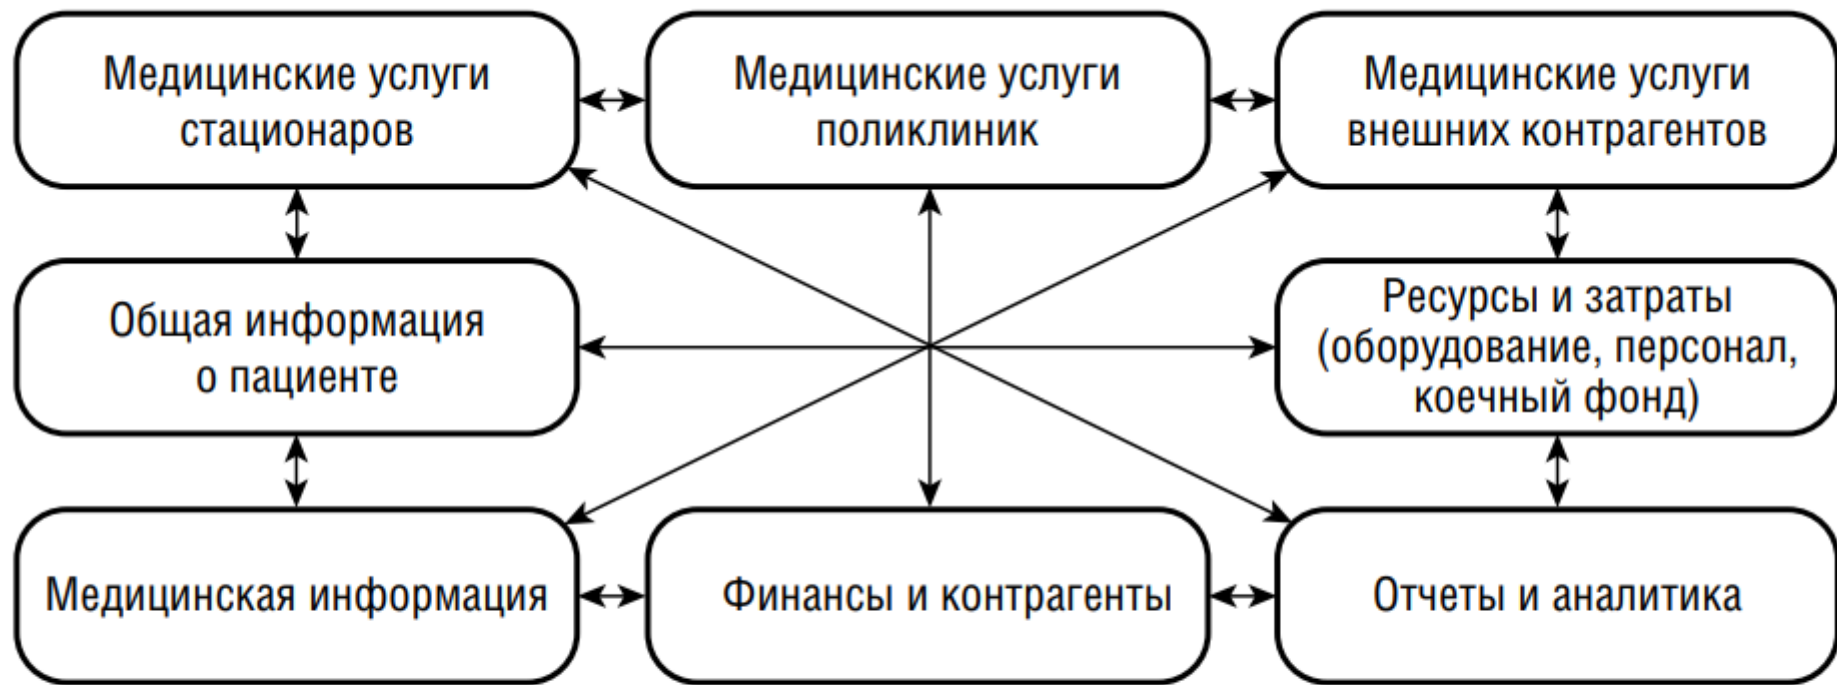 Медицинские услуги
стационаров
Медицинские услуги
поликлиник
Медицинские услуги
внешних контрагентов
Общая информация
о пациенте
Ресурсы и затраты
(оборудование, персонал,
коечный фонд)
Медицинская информация
Финансы и контрагенты
Отчеты и аналитика